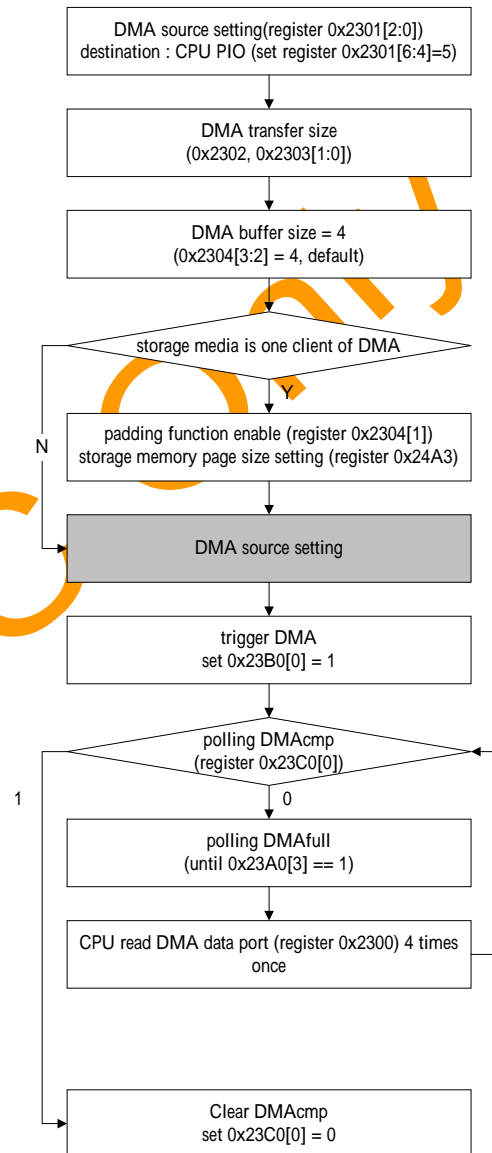 DMA source setting(register 0x2301[2:0])
destination : CPU PIO (set register 0x2301[6:4]=5)
DMA transfer size
(0x2302, 0x2303[1:0])
DMA buffer size = 4
(0x2304[3:2] = 4, default)
storage media is one client of DMA
Y
N
padding function enable (register 0x2304[1])
storage memory page size setting (register 0x24A3)
DMA source setting
trigger DMA
set 0x23B0[0] = 1
polling DMAcmp
(register 0x23C0[0])
1
0
polling DMAfull
(until 0x23A0[3] == 1)
CPU read DMA data port (register 0x2300) 4 times
once
Clear DMAcmp
set 0x23C0[0] = 0